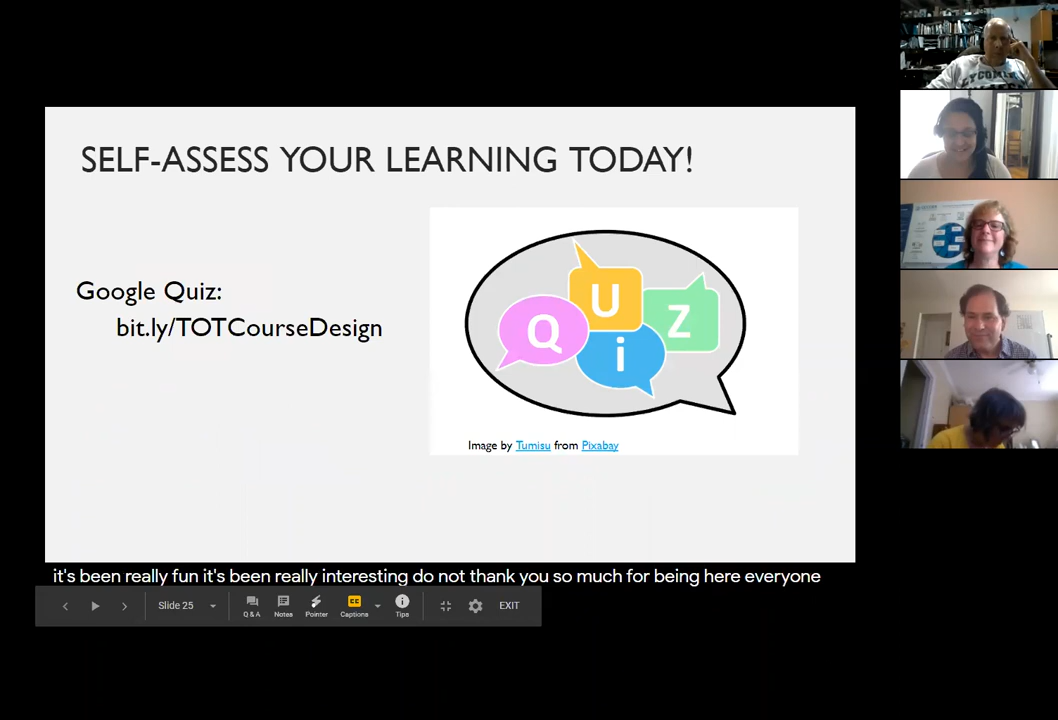 SELF-ASSESS YOUR LEARNING TODAY!
Google Quiz:
bit.ly/TOTCourseDesign
Q U i Z
Image by Tumisu from Pixabay
it's been really fun it's been really interesting do not thank you so much for being here everyone
Slide 25
Q & A
Notes
Pointer
CC
Captions
Tips
EXIT